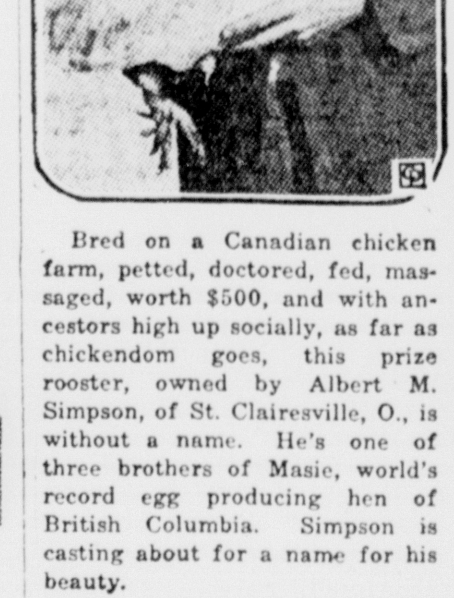 Bred on a Canadian chicken
farm, petted, doctored, fed, mas-
saged, worth $500, and with an-
cestors high up socially, as far as
chickendom goes, this prize
rooster, owned by Albert M.
Simpson, of St. Clairesville, O., is
without a name. He's one of
three brothers of Masie, world's
record egg producing hen of
British Columbia. Simpson is
casting about for a name for his
beauty.